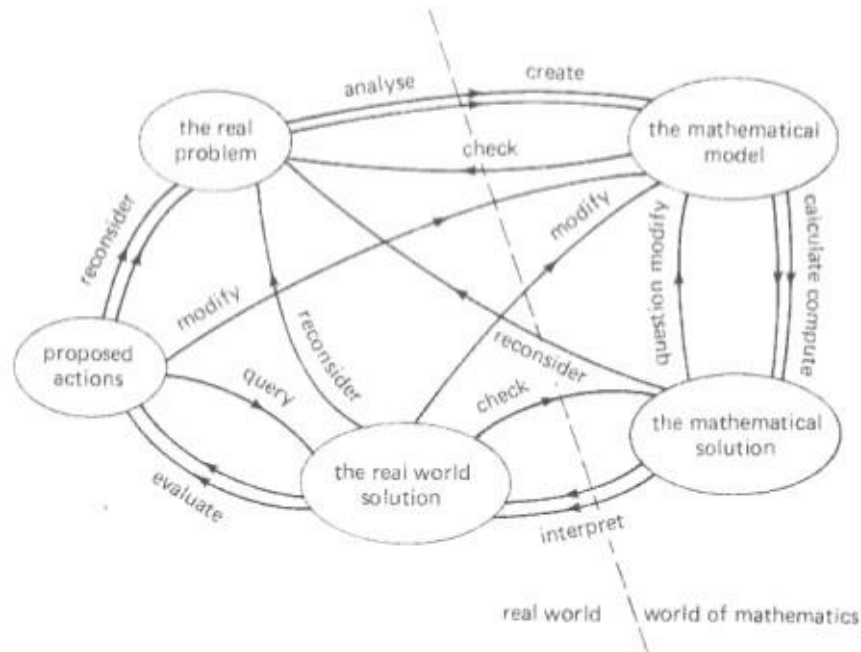 analyse
create
the real
problem
the mathematical
model
check
reconsider
modify
modify
question modify
calculate compute
proposed
actions
query
reconsider
reconsider
check
the mathematical
solution
the real world
solution
evaluate
interpret
real world
world of mathematics